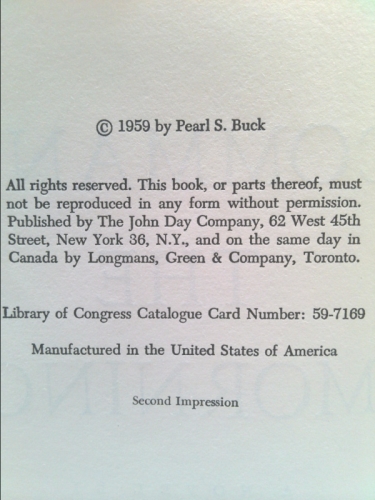 © 1959 by Pearl S. Buck
All rights reserved. This book, or parts thereof, must
not be reproduced in any form without permission.
Published by The John Day Company, 62 West 45th
Street, New York 36, N.Y., and on the same day in
Canada by Longmans, Green & Company, Toronto.
Library of Congress Catalogue Card Number: 59-7169
Manufactured in the United States of America
Second Impression